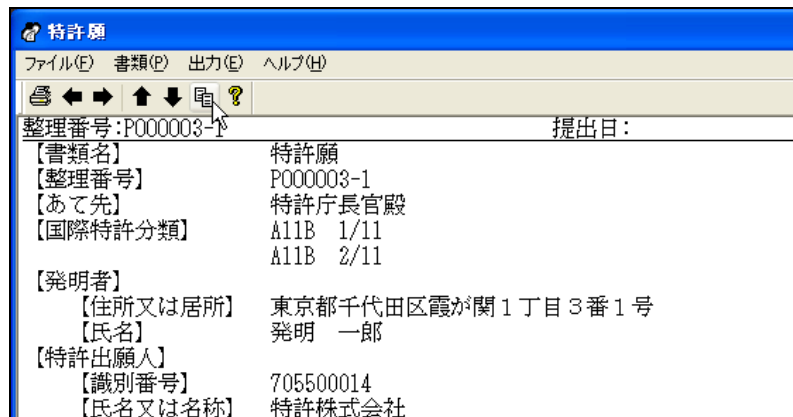 特許願
ファイル(F) 書類(P) 出力(E) ヘルプ(H)
整理番号:P000003-1 提出日:
【書類名】 特許願
【整理番号】 P000003-1
【あて先】 特許庁長官殿
【国際特許分類】 A11B 1/11
A11B 2/11
【発明者】
【住所又は居所】 東京都千代田区霞が関1丁目3番1号
【氏名】 発明 一郎
【特許出願人】
【識別番号】 705500014
【氏名又は名称】 特許株式会社